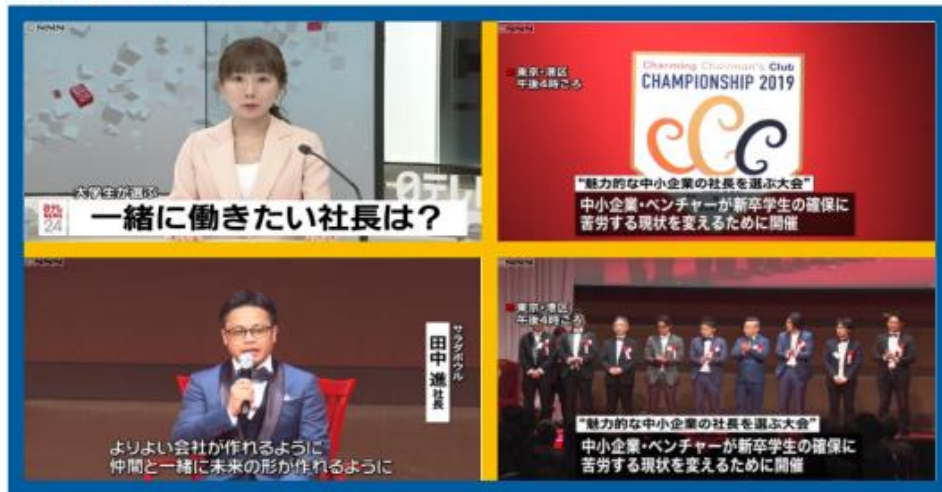 ©NNN
大学生が選ぶ
日テレ
NEWS
24
一緒に働きたい社長は？
日テレ
©NNN
東京・港区
午後4時ごろ
Charming Chairman's Club
CHAMPIONSHIP 2019
CCC
"魅力的な中小企業の社長を選ぶ大会"
中小企業・ベンチャーが新卒学生の確保に
苦労する現状を変えるために開催
©NNN
サラダボウル
田中 進 社長
よりよい会社が作れるように
仲間と一緒に未来の形が作れるように
©NNN
東京・港区
午後4時ごろ
"魅力的な中小企業の社長を選ぶ大会"
中小企業・ベンチャーが新卒学生の確保に
苦労する現状を変えるために開催